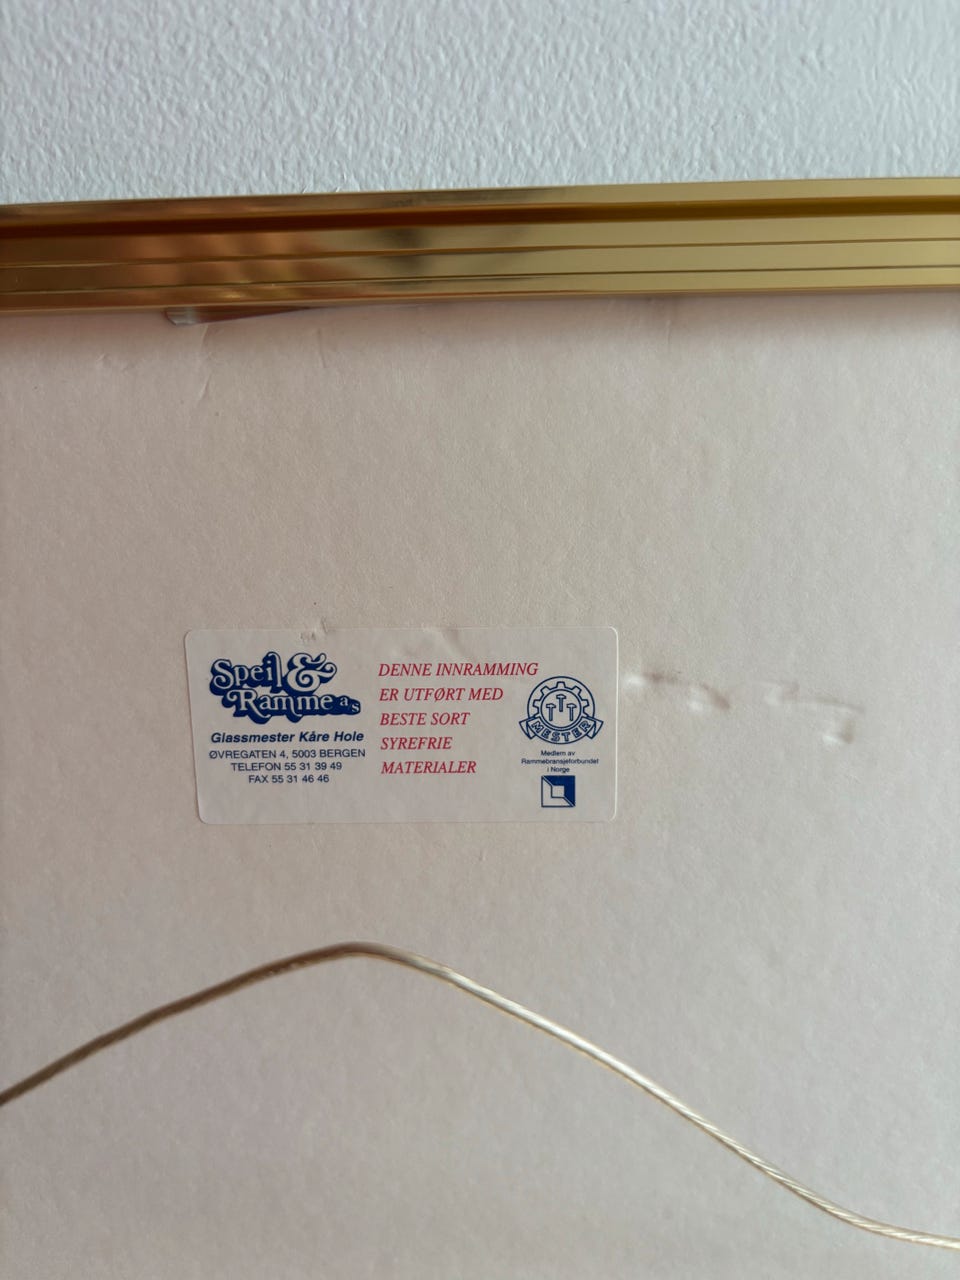 Speil &
Ramme a/s
Glassmester Kåre Hole
ØVREGATEN 4, 5003 BERGEN
TELEFON 55 31 39 49
FAX 55 31 46 46
DENNE INNRAMMING
ER UTFØRT MED
BESTE SORT
SYREFRIE
MATERIALER
MESTER
Medlem av
Rammebransjeforbundet
i Norge